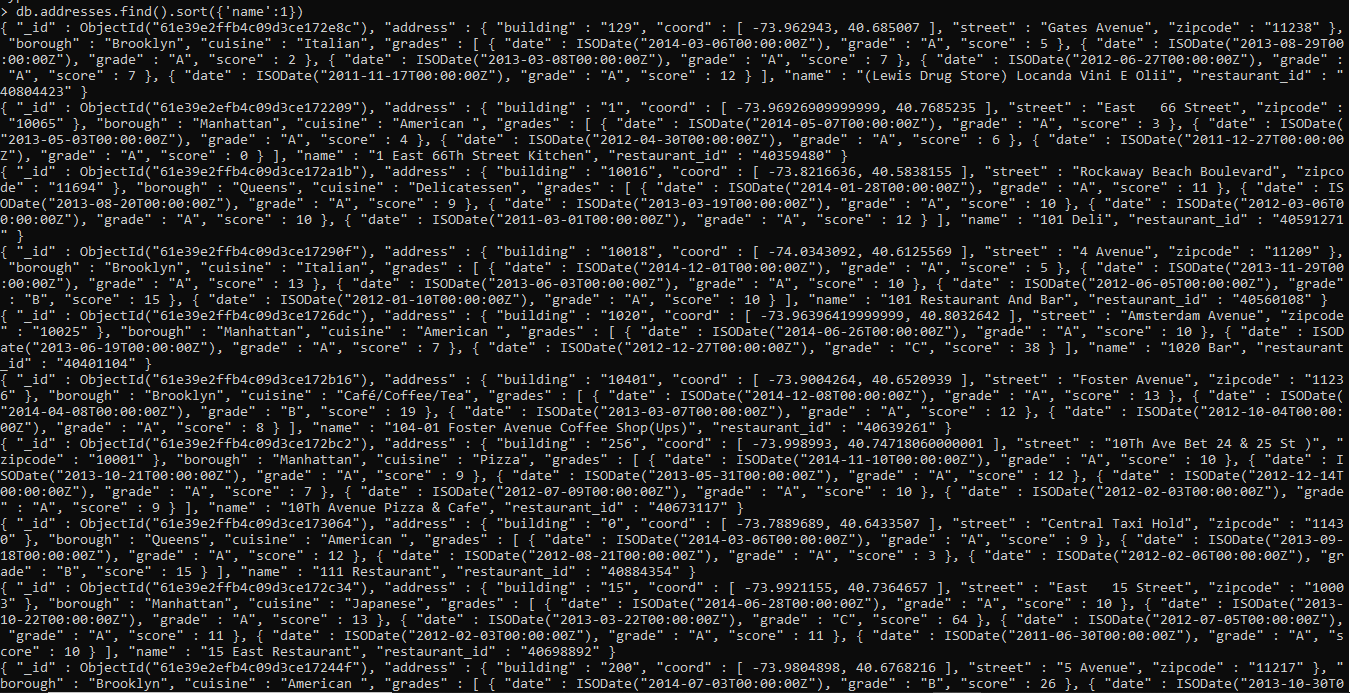 > db.addresses.find().sort({'name':1})
{ "_id" : ObjectId("61e39e2ffb4c09d3ce172e8c"), "address" : { "building" : "129", "coord" : [ -73.962943, 40.685007 ], "street" : "Gates Avenue", "zipcode" : "11238" },
"borough" : "Brooklyn", "cuisine" : "Italian", "grades" : [ { "date" : ISODate("2014-03-06T00:00:00Z"), "grade" : "A", "score" : 5 }, { "date" : ISODate("2013-08-29T00
:00:00Z"), "grade" : "A", "score" : 2 }, { "date" : ISODate("2013-03-08T00:00:00Z"), "grade" : "A", "score" : 7 }, { "date" : ISODate("2012-06-27T00:00:00Z"), "grade" :
"A", "score" : 7 }, { "date" : ISODate("2011-11-17T00:00:00Z"), "grade" : "A", "score" : 12 } ], "name" : "(Lewis Drug Store) Locanda Vini E Olii", "restaurant_id" : "
40804423" }
{ "_id" : ObjectId("61e39e2efb4c09d3ce172209"), "address" : { "building" : "1", "coord" : [ -73.96926909999999, 40.7685235 ], "street" : "East   66 Street", "zipcode" :
"10065" }, "borough" : "Manhattan", "cuisine" : "American ", "grades" : [ { "date" : ISODate("2014-05-07T00:00:00Z"), "grade" : "A", "score" : 3 }, { "date" : ISODate(
"2013-05-03T00:00:00Z"), "grade" : "A", "score" : 4 }, { "date" : ISODate("2012-04-30T00:00:00Z"), "grade" : "A", "score" : 6 }, { "date" : ISODate("2011-12-27T00:00:00
Z"), "grade" : "A", "score" : 0 } ], "name" : "1 East 66Th Street Kitchen", "restaurant_id" : "40359480" }
{ "_id" : ObjectId("61e39e2ffb4c09d3ce172a1b"), "address" : { "building" : "10016", "coord" : [ -73.8216636, 40.5838155 ], "street" : "Rockaway Beach Boulevard", "zipco
de" : "11694" }, "borough" : "Queens", "cuisine" : "Delicatessen", "grades" : [ { "date" : ISODate("2014-01-28T00:00:00Z"), "grade" : "A", "score" : 11 }, { "date" : IS
ODate("2013-08-20T00:00:00Z"), "grade" : "A", "score" : 9 }, { "date" : ISODate("2013-03-19T00:00:00Z"), "grade" : "A", "score" : 10 }, { "date" : ISODate("2012-03-06T0
0:00:00Z"), "grade" : "A", "score" : 10 }, { "date" : ISODate("2011-03-01T00:00:00Z"), "grade" : "A", "score" : 12 } ], "name" : "101 Deli", "restaurant_id" : "40591271
" }
{ "_id" : ObjectId("61e39e2ffb4c09d3ce17290f"), "address" : { "building" : "10018", "coord" : [ -74.0343092, 40.6125569 ], "street" : "4 Avenue", "zipcode" : "11209" },
"borough" : "Brooklyn", "cuisine" : "Italian", "grades" : [ { "date" : ISODate("2014-12-01T00:00:00Z"), "grade" : "A", "score" : 5 }, { "date" : ISODate("2013-11-29T00
:00:00Z"), "grade" : "A", "score" : 13 }, { "date" : ISODate("2013-06-03T00:00:00Z"), "grade" : "A", "score" : 10 }, { "date" : ISODate("2012-06-05T00:00:00Z"), "grade"
: "B", "score" : 15 }, { "date" : ISODate("2012-01-10T00:00:00Z"), "grade" : "A", "score" : 10 } ], "name" : "101 Restaurant And Bar", "restaurant_id" : "40560108" }
{ "_id" : ObjectId("61e39e2ffb4c09d3ce1726dc"), "address" : { "building" : "1020", "coord" : [ -73.96396419999999, 40.8032642 ], "street" : "Amsterdam Avenue", "zipcode
" : "10025" }, "borough" : "Manhattan", "cuisine" : "American ", "grades" : [ { "date" : ISODate("2014-06-26T00:00:00Z"), "grade" : "A", "score" : 10 }, { "date" : ISOD
ate("2013-06-19T00:00:00Z"), "grade" : "A", "score" : 7 }, { "date" : ISODate("2012-12-27T00:00:00Z"), "grade" : "C", "score" : 38 } ], "name" : "1020 Bar", "restaurant
_id" : "40401104" }
{ "_id" : ObjectId("61e39e2ffb4c09d3ce172b16"), "address" : { "building" : "10401", "coord" : [ -73.9004264, 40.6520939 ], "street" : "Foster Avenue", "zipcode" : "1123
6" }, "borough" : "Brooklyn", "cuisine" : "Café/Coffee/Tea", "grades" : [ { "date" : ISODate("2014-12-08T00:00:00Z"), "grade" : "A", "score" : 13 }, { "date" : ISODate(
"2014-04-08T00:00:00Z"), "grade" : "B", "score" : 19 }, { "date" : ISODate("2013-03-07T00:00:00Z"), "grade" : "A", "score" : 12 }, { "date" : ISODate("2012-10-04T00:00:
00Z"), "grade" : "A", "score" : 8 } ], "name" : "104-01 Foster Avenue Coffee Shop(Ups)", "restaurant_id" : "40639261" }
{ "_id" : ObjectId("61e39e2ffb4c09d3ce172bc2"), "address" : { "building" : "256", "coord" : [ -73.998993, 40.74718060000001 ], "street" : "10Th Ave Bet 24 & 25 St )",
"zipcode" : "10001" }, "borough" : "Manhattan", "cuisine" : "Pizza", "grades" : [ { "date" : ISODate("2014-11-10T00:00:00Z"), "grade" : "A", "score" : 10 }, { "date" : I
SODate("2013-10-21T00:00:00Z"), "grade" : "A", "score" : 9 }, { "date" : ISODate("2013-05-31T00:00:00Z"), "grade" : "A", "score" : 12 }, { "date" : ISODate("2012-12-14T
00:00:00Z"), "grade" : "A", "score" : 7 }, { "date" : ISODate("2012-07-09T00:00:00Z"), "grade" : "A", "score" : 10 }, { "date" : ISODate("2012-02-03T00:00:00Z"), "grade
" : "A", "score" : 9 } ], "name" : "10Th Avenue Pizza & Cafe", "restaurant_id" : "40673117" }
{ "_id" : ObjectId("61e39e2ffb4c09d3ce173064"), "address" : { "building" : "0", "coord" : [ -73.7889689, 40.6433507 ], "street" : "Central Taxi Hold", "zipcode" : "1143
0" }, "borough" : "Queens", "cuisine" : "American ", "grades" : [ { "date" : ISODate("2014-03-06T00:00:00Z"), "grade" : "A", "score" : 9 }, { "date" : ISODate("2013-09-
18T00:00:00Z"), "grade" : "A", "score" : 12 }, { "date" : ISODate("2012-08-21T00:00:00Z"), "grade" : "A", "score" : 3 }, { "date" : ISODate("2012-02-06T00:00:00Z"), "gr
ade" : "B", "score" : 15 } ], "name" : "111 Restaurant", "restaurant_id" : "40884354" }
{ "_id" : ObjectId("61e39e2ffb4c09d3ce172c34"), "address" : { "building" : "15", "coord" : [ -73.9921155, 40.7364657 ], "street" : "East   15 Street", "zipcode" : "1000
3" }, "borough" : "Manhattan", "cuisine" : "Japanese", "grades" : [ { "date" : ISODate("2014-06-28T00:00:00Z"), "grade" : "A", "score" : 10 }, { "date" : ISODate("2013-
10-22T00:00:00Z"), "grade" : "A", "score" : 13 }, { "date" : ISODate("2013-03-22T00:00:00Z"), "grade" : "C", "score" : 64 }, { "date" : ISODate("2012-07-05T00:00:00Z"),
"grade" : "A", "score" : 11 }, { "date" : ISODate("2012-02-03T00:00:00Z"), "grade" : "A", "score" : 11 }, { "date" : ISODate("2011-06-30T00:00:00Z"), "grade" : "A", "s
core" : 10 } ], "name" : "15 East Restaurant", "restaurant_id" : "40698892" }
{ "_id" : ObjectId("61e39e2efb4c09d3ce17244f"), "address" : { "building" : "200", "coord" : [ -73.9804898, 40.6768216 ], "street" : "5 Avenue", "zipcode" : "11217" }, "
borough" : "Brooklyn", "cuisine" : "American ", "grades" : [ { "date" : ISODate("2014-07-03T00:00:00Z"), "grade" : "B", "score" : 26 }, { "date" : ISODate("2013-10-30T0